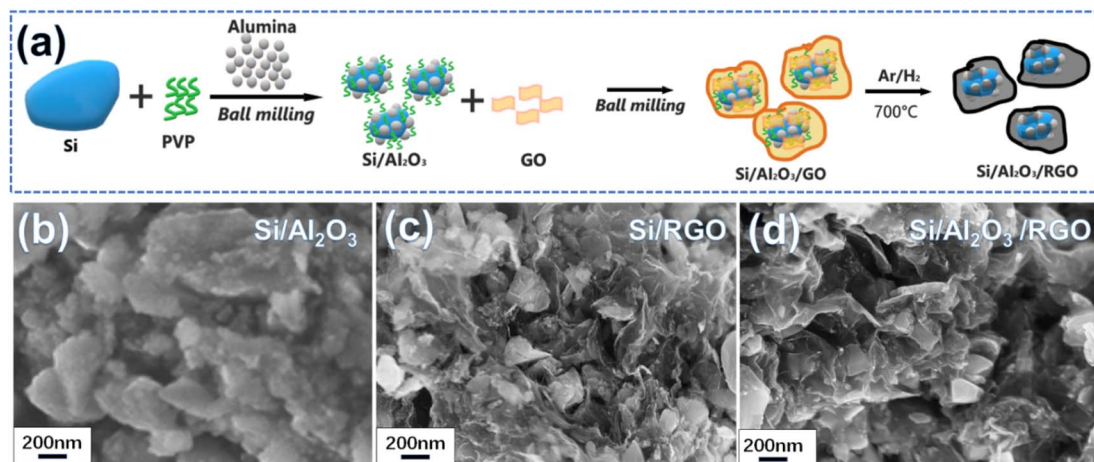 (a)
Alumina
Si
+
PVP
Ball milling
Si/Al₂O₃
+
GO
Ball milling
Si/Al₂O₃/GO
Ar/H₂
700°C
Si/Al₂O₃/RGO
(b)
Si/Al₂O₃
200nm
(c)
Si/RGO
200nm
(d)
Si/Al₂O₃ /RGO
200nm